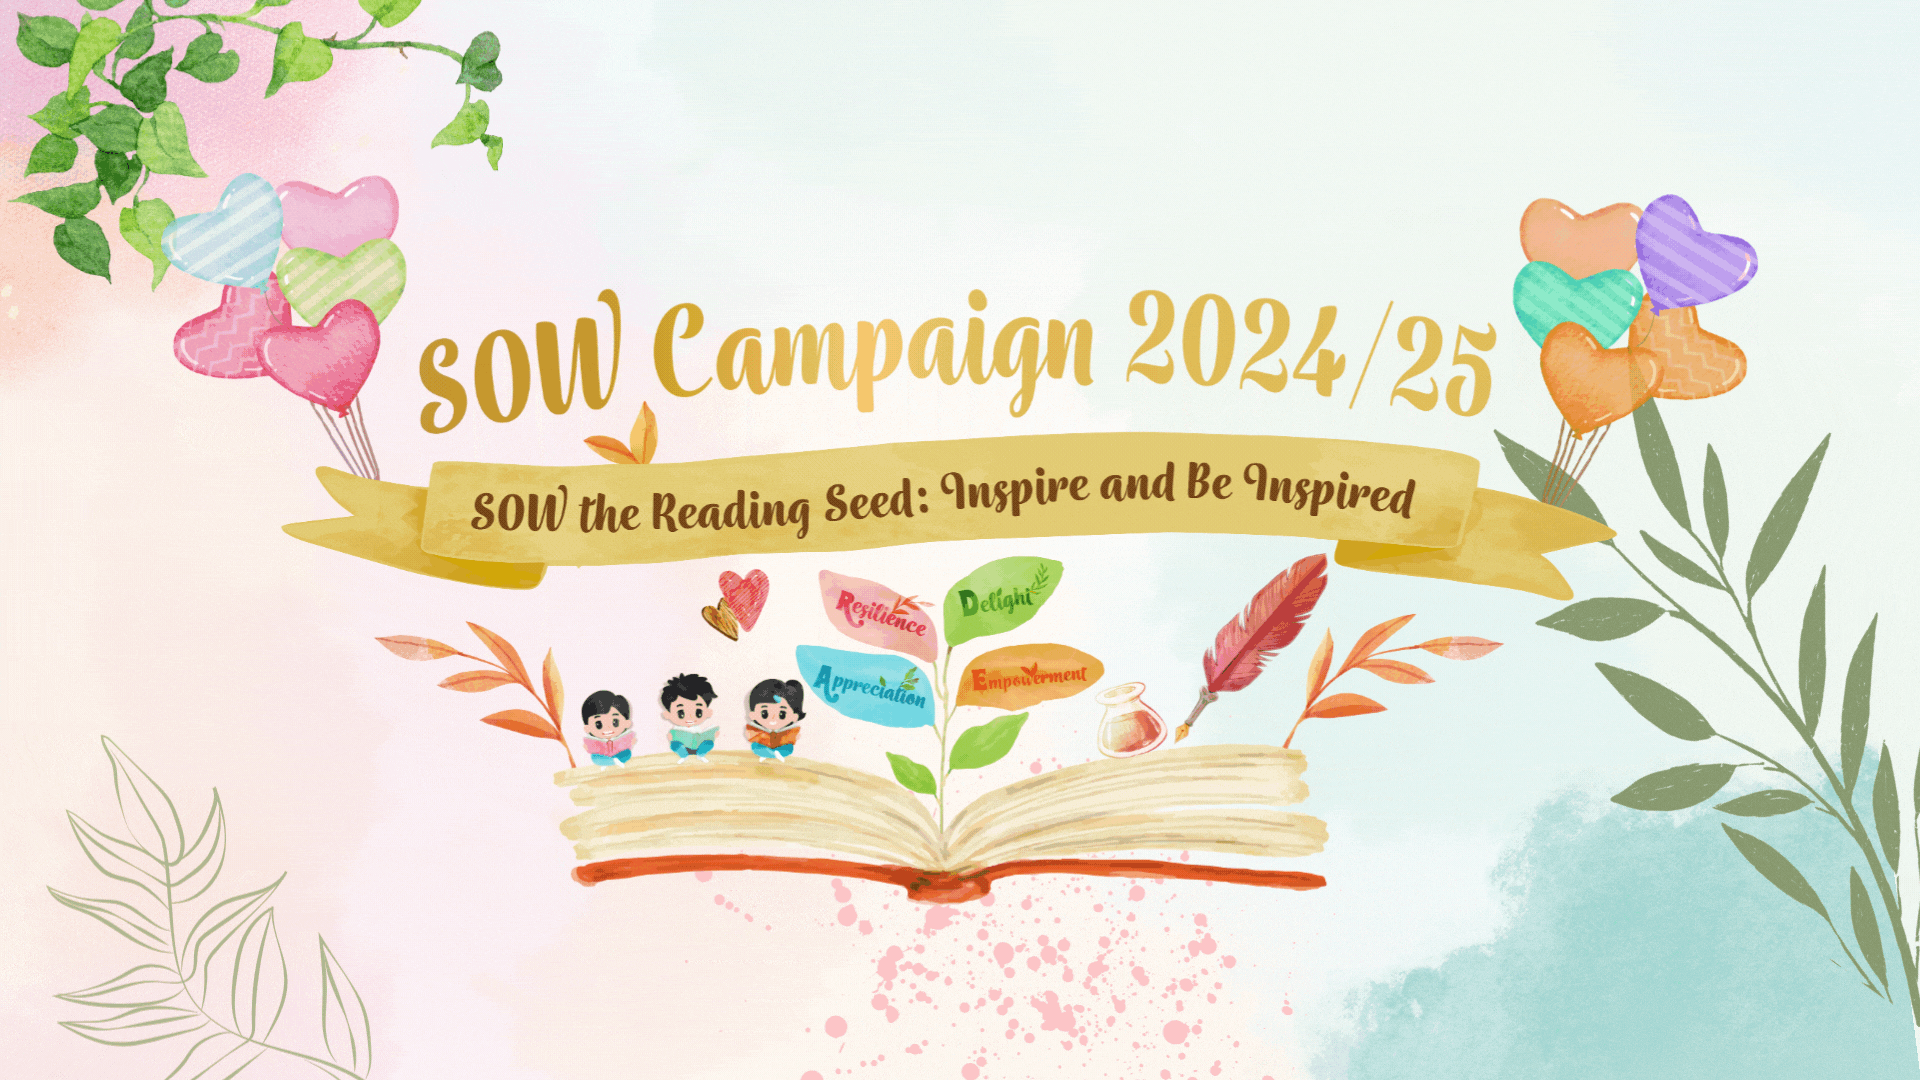 SOW Campaign 2024/25
SOW the Reading Seed: Inspire and Be Inspired
Resilience
Delight
Appreciation
Empowerment